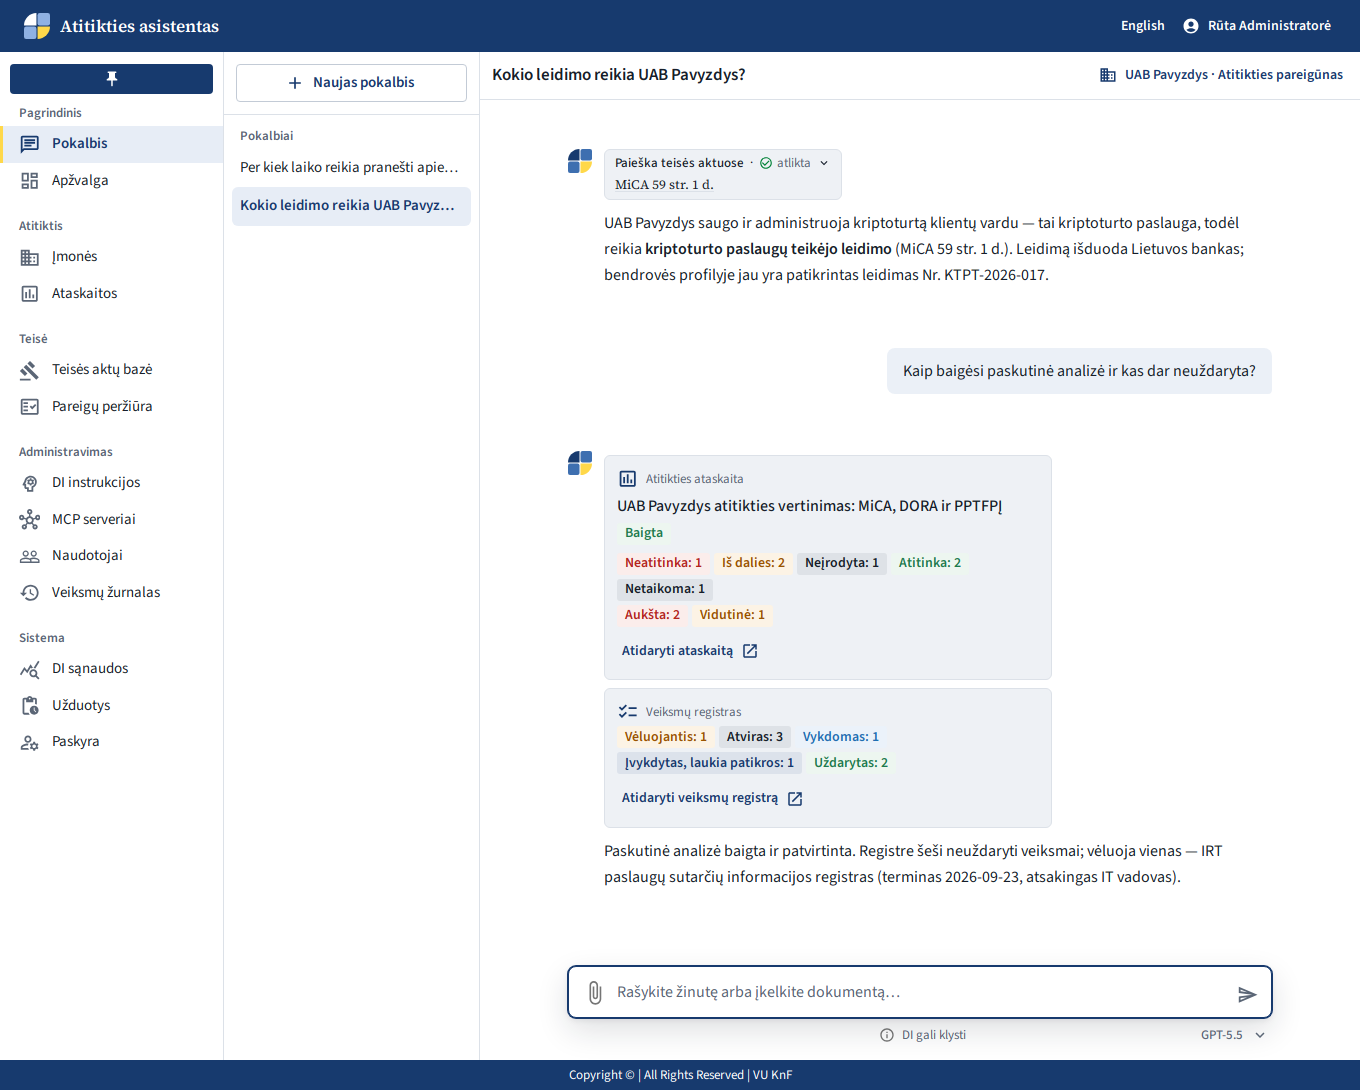 Atitikties asistentas
English
Rūta Administratorė
Pagrindinis
Pokalbis
Apžvalga
Atitiktis
Įmonės
Ataskaitos
Teisė
Teisės aktų bazė
Pareigų peržiūra
Administravimas
DI instrukcijos
MCP serveriai
Naudotojai
Veiksmų žurnalas
Sistema
DI sąnaudos
Užduotys
Paskyra
Naujas pokalbis
Pokalbiai
Per kiek laiko reikia pranešti apie…
Kokio leidimo reikia UAB Pavyz…
Kokio leidimo reikia UAB Pavyzdys?
UAB Pavyzdys · Atitikties pareigūnas
Paieška teisės aktuose · atlikta
MiCA 59 str. 1 d.
UAB Pavyzdys saugo ir administruoja kriptoturtą klientų vardu — tai kriptoturto paslauga, todėl
reikia kriptoturto paslaugų teikėjo leidimo (MiCA 59 str. 1 d.). Leidimą išduoda Lietuvos bankas;
bendrovės profilyje jau yra patikrintas leidimas Nr. KTPT-2026-017.
Kaip baigėsi paskutinė analizė ir kas dar neuždaryta?
Atitikties ataskaita
UAB Pavyzdys atitikties vertinimas: MiCA, DORA ir PPTFPĮ
Baigta
Neatitinka: 1 Iš dalies: 2 Neįrodyta: 1 Atitinka: 2
Netaikoma: 1
Aukšta: 2 Vidutinė: 1
Atidaryti ataskaitą
Veiksmų registras
Vėluojantis: 1 Atviras: 3 Vykdomas: 1
Įvykdytas, laukia patikros: 1 Uždarytas: 2
Atidaryti veiksmų registrą
Paskutinė analizė baigta ir patvirtinta. Registre šeši neuždaryti veiksmai; vėluoja vienas — IRT
paslaugų sutarčių informacijos registras (terminas 2026-09-23, atsakingas IT vadovas).
Rašykite žinutę arba įkelkite dokumentą…
DI gali klysti
GPT-5.5
Copyright © | All Rights Reserved | VU KnF